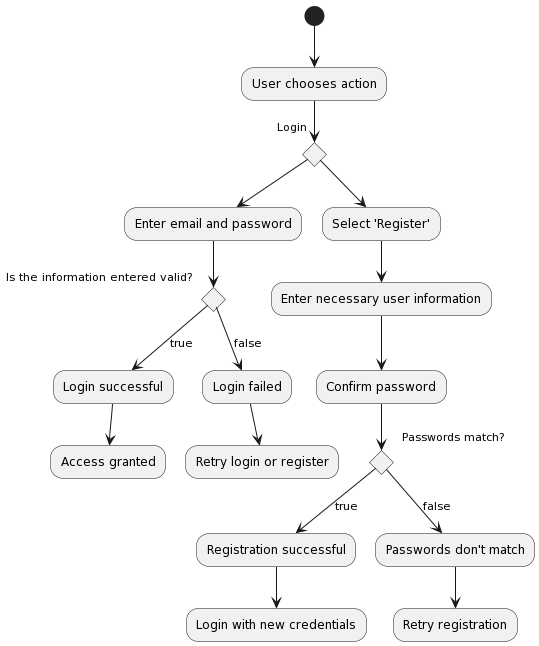 User chooses action
Login
Enter email and password
Select 'Register'
Is the information entered valid?
Enter necessary user information
true
false
Login successful
Login failed
Confirm password
Passwords match?
Access granted
Retry login or register
true
false
Registration successful
Passwords don't match
Login with new credentials
Retry registration